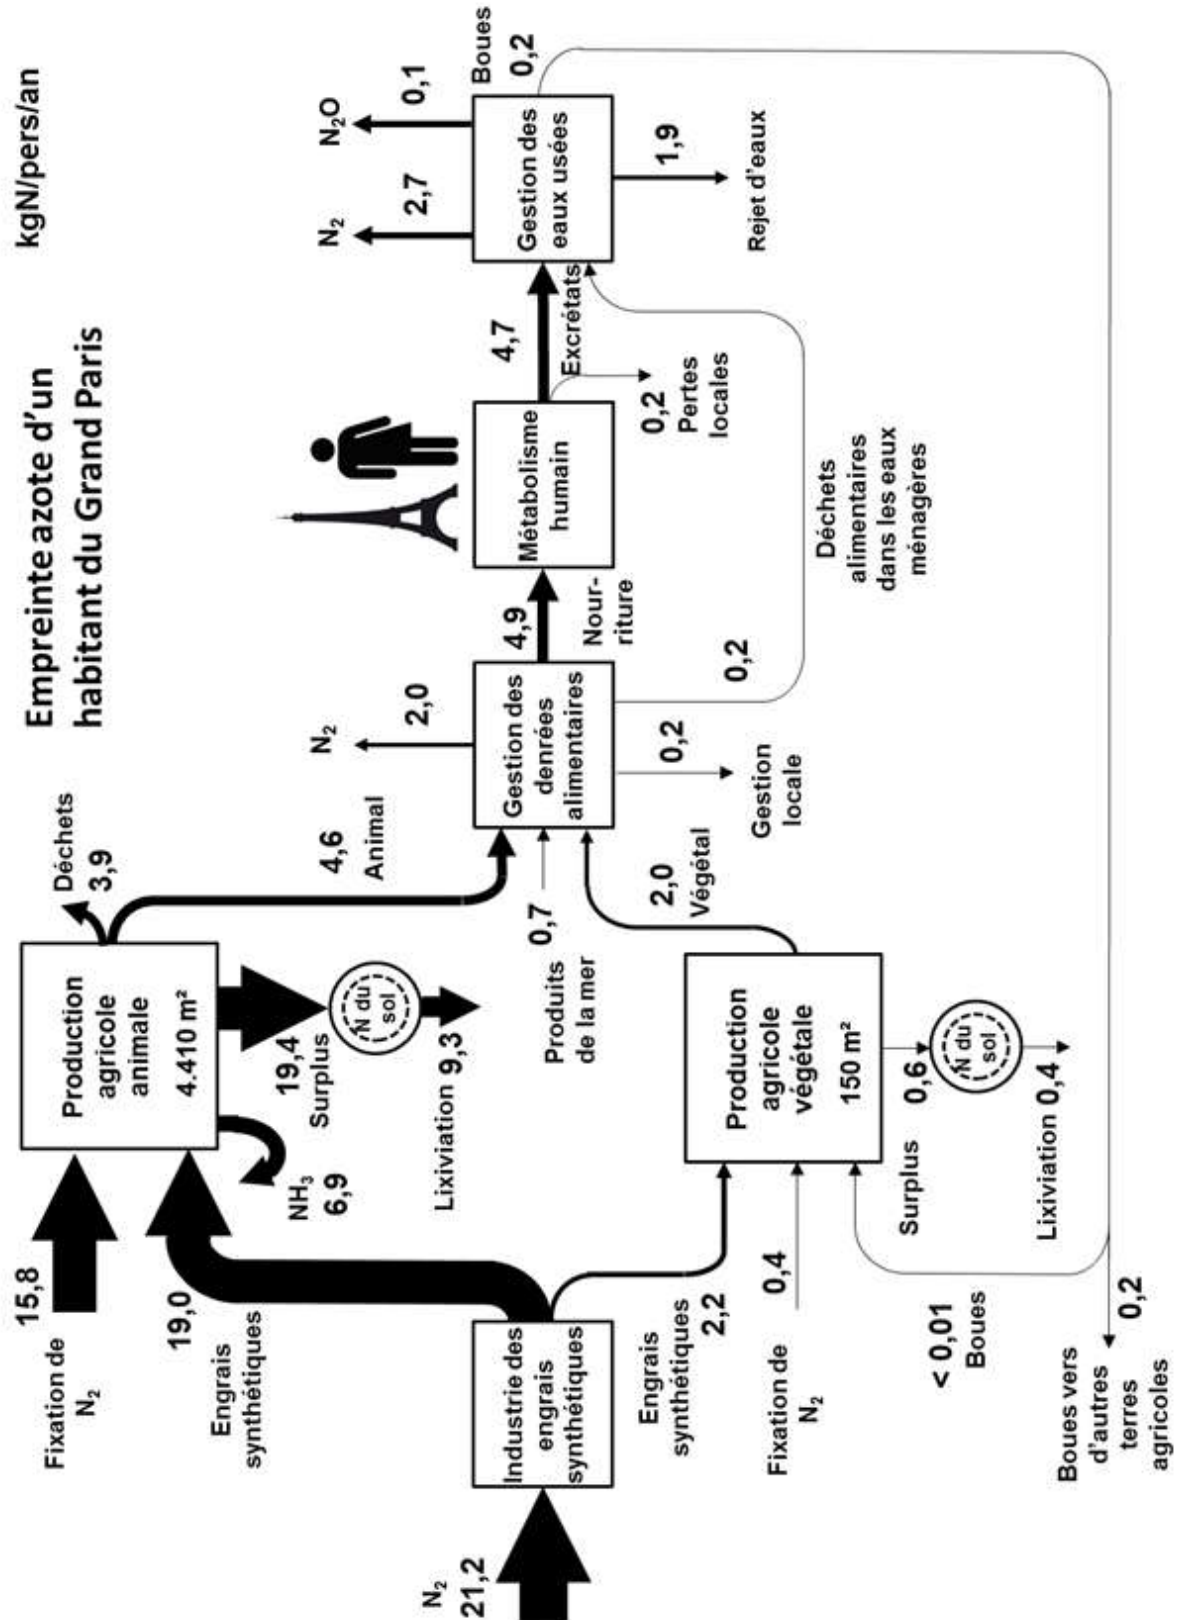 Empreinte azote d'un
habitant du Grand Paris
kgN/pers/an
Fixation de
N₂
15,8
Engrais
synthétiques
19,0
Production
agricole
animale
4.410 m²
Déchets
3,9
NH₃
6,9
19,4
Surplus
N du
sol
Lixiviation 9,3
4,6
Animal
N₂
21,2
Industrie des
engrais
synthétiques
Engrais
synthétiques
2,2
Fixation de
N₂
0,4
Production
agricole
végétale
150 m²
Surplus
0,6
N du
sol
Lixiviation 0,4
2,0
Végétal
0,7
Produits
de la mer
Gestion des
denrées
alimentaires
N₂
2,0
0,2
Gestion
locale
4,9
Nour-
riture
Métabolisme
humain
4,7
Excrétats
0,2
Pertes
locales
0,2
Déchets
alimentaires
dans les eaux
ménagères
Gestion des
eaux usées
N₂
2,7
N₂O
0,1
Boues
0,2
1,9
Rejet d'eaux
< 0,01
Boues
Boues vers
d'autres
terres
agricoles
0,2